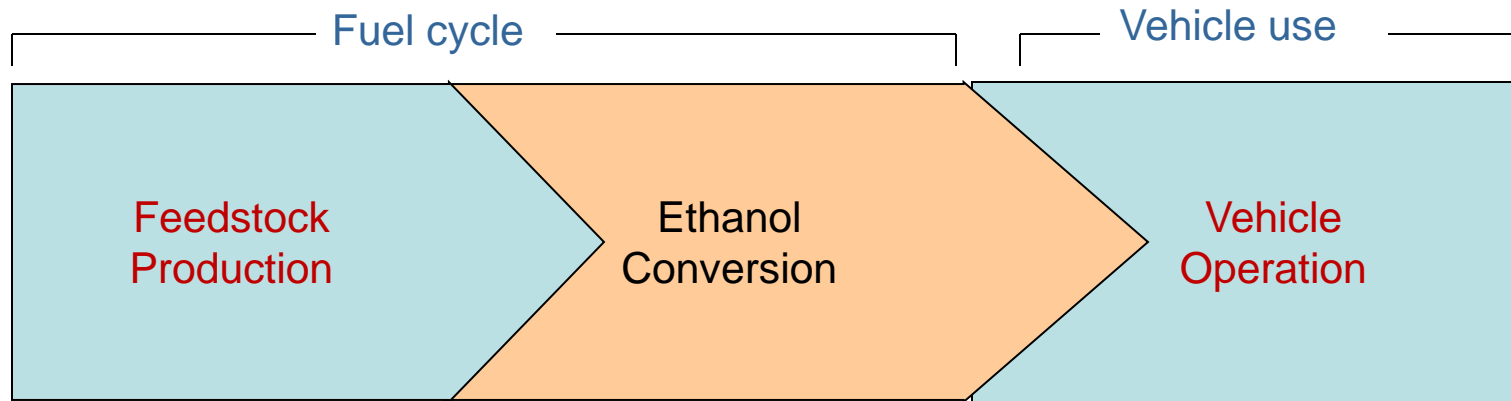 Fuel cycle
Vehicle use
Feedstock
Production
Ethanol
Conversion
Vehicle
Operation